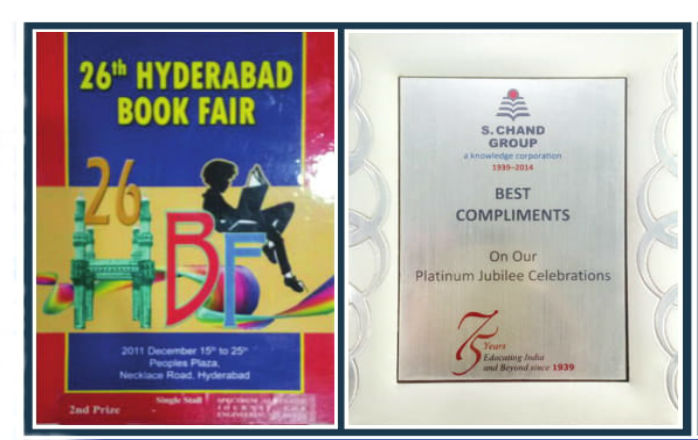 26th HYDERABAD
BOOK FAIR
26
HBF
2011 December 15th to 25th
Peoples Plaza,
Necklace Road, Hyderabad
2nd Prize
Single Stall
S. CHAND
GROUP
a knowledge corporation
1939–2014
BEST
COMPLIMENTS
On Our
Platinum Jubilee Celebrations
75
Years
Educating India
and Beyond since 1939